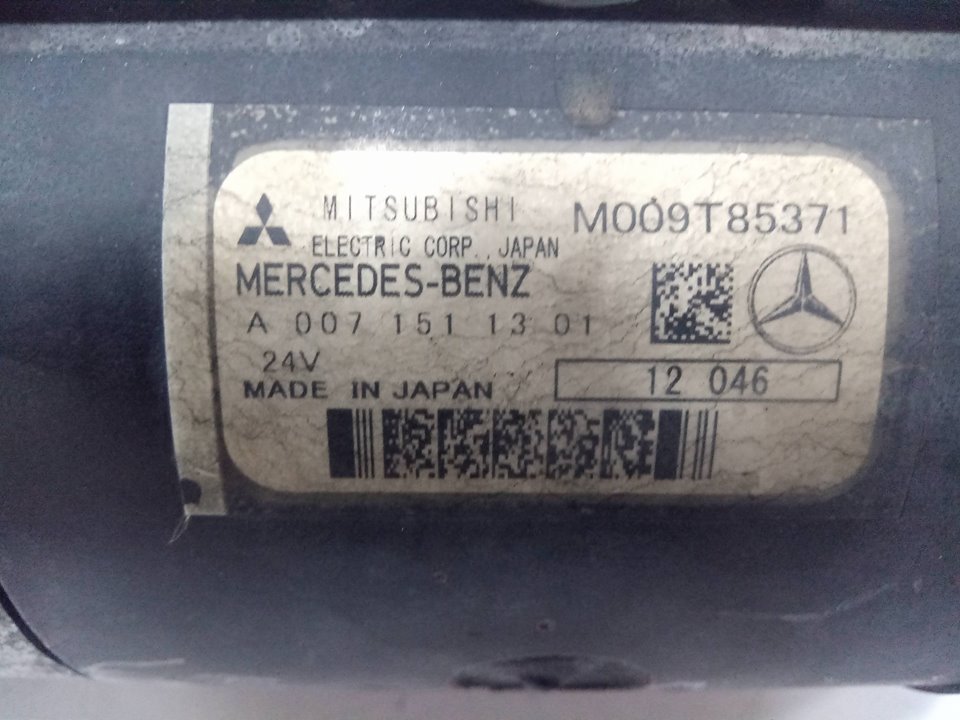 MITSUBISHI M009T85371
ELECTRIC CORP., JAPAN
MERCEDES-BENZ
A 007 151 13 01
24V
MADE IN JAPAN 12 046